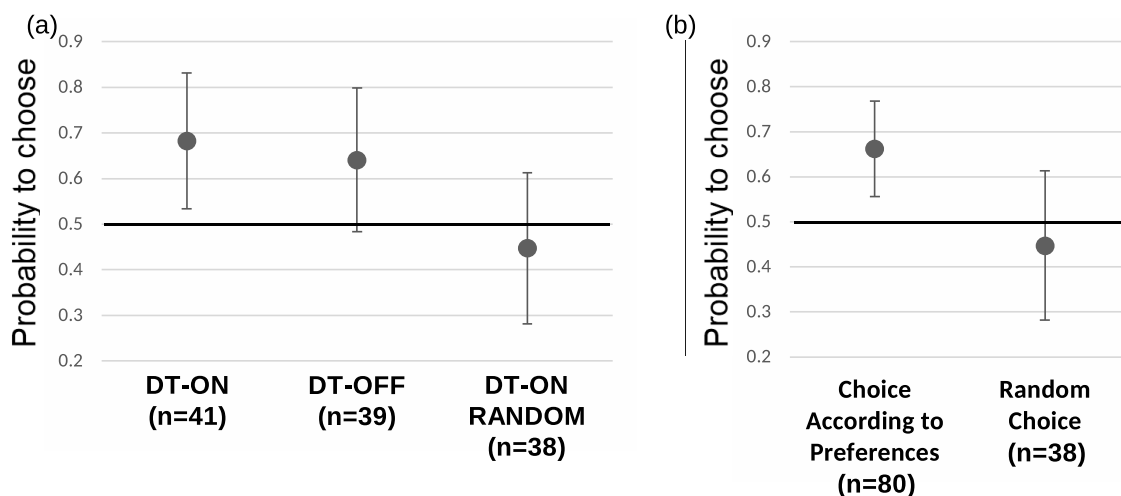 (a)
Probability to choose
0.9
0.8
0.7
0.6
0.5
0.4
0.3
0.2
DT-ON
(n=41)
DT-OFF
(n=39)
DT-ON
RANDOM
(n=38)
(b)
Probability to choose
0.9
0.8
0.7
0.6
0.5
0.4
0.3
0.2
Choice
According to
Preferences
(n=80)
Random
Choice
(n=38)